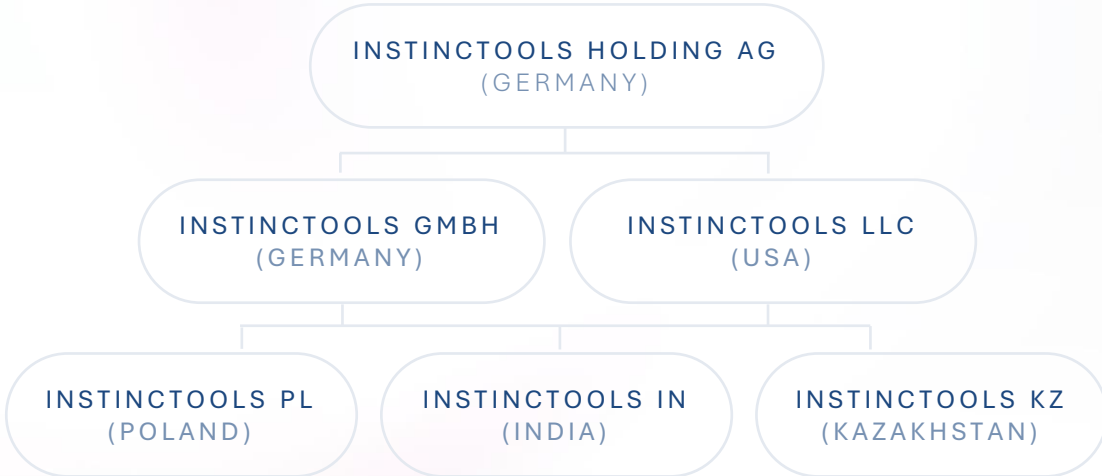 INSTINCTOOLS HOLDING AG
(GERMANY)
INSTINCTOOLS GMBH
(GERMANY)
INSTINCTOOLS LLC
(USA)
INSTINCTOOLS PL
(POLAND)
INSTINCTOOLS IN
(INDIA)
INSTINCTOOLS KZ
(KAZAKHSTAN)